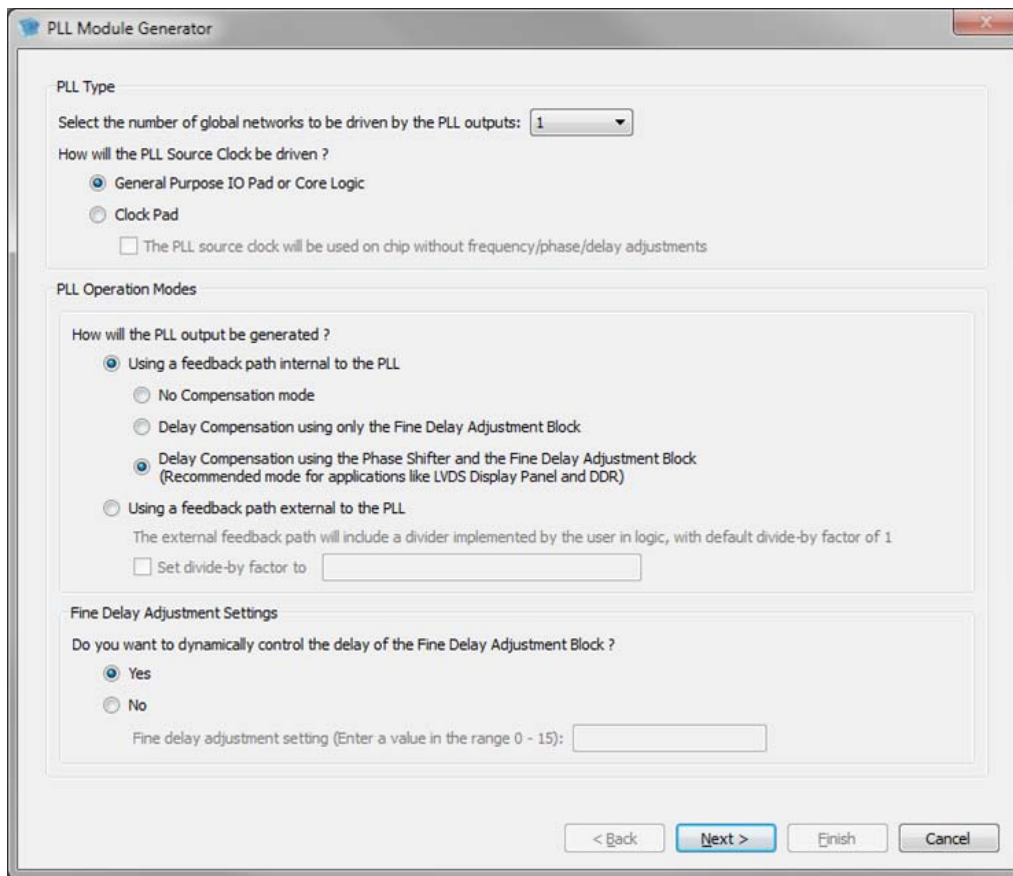 PLL Module Generator
PLL Type
Select the number of global networks to be driven by the PLL outputs: 1
How will the PLL Source Clock be driven ?
General Purpose IO Pad or Core Logic
Clock Pad
The PLL source clock will be used on chip without frequency/phase/delay adjustments
PLL Operation Modes
How will the PLL output be generated ?
Using a feedback path internal to the PLL
No Compensation mode
Delay Compensation using only the Fine Delay Adjustment Block
Delay Compensation using the Phase Shifter and the Fine Delay Adjustment Block
(Recommended mode for applications like LVDS Display Panel and DDR)
Using a feedback path external to the PLL
The external feedback path will include a divider implemented by the user in logic, with default divide-by factor of 1
Set divide-by factor to
Fine Delay Adjustment Settings
Do you want to dynamically control the delay of the Fine Delay Adjustment Block ?
Yes
No
Fine delay adjustment setting (Enter a value in the range 0 - 15):
< Back Next > Finish Cancel